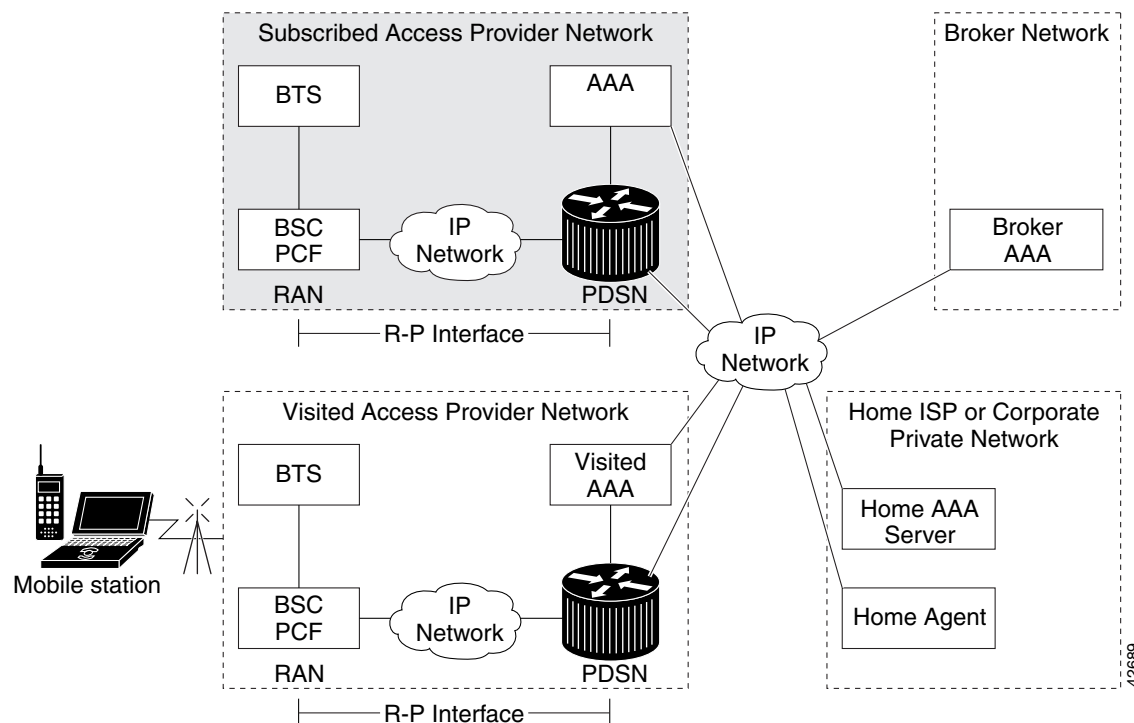 Subscribed Access Provider Network
BTS
AAA
BSC
PCF
IP
Network
RAN
PDSN
R-P Interface
Broker Network
Broker
AAA
IP
Network
Visited Access Provider Network
BTS
Visited
AAA
Mobile station
BSC
PCF
IP
Network
RAN
PDSN
R-P Interface
Home ISP or Corporate
Private Network
Home AAA
Server
Home Agent
42689